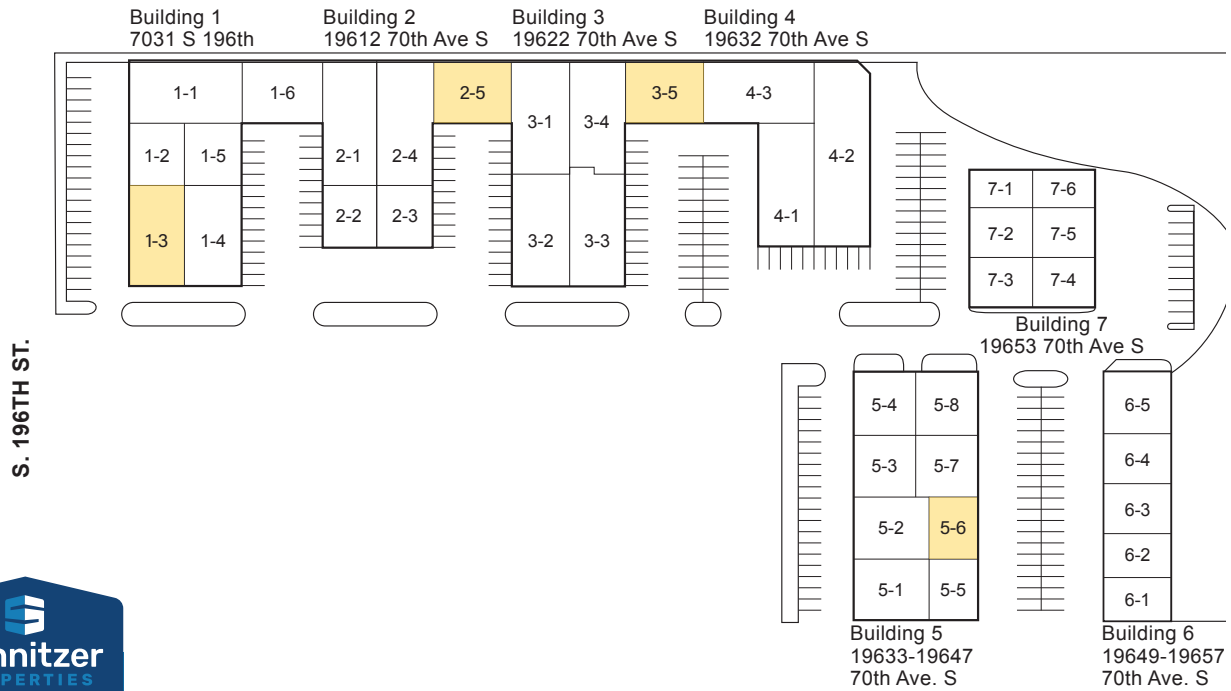 Building 1
7031 S 196th
Building 2
19612 70th Ave S
Building 3
19622 70th Ave S
Building 4
19632 70th Ave S
1-1
1-6
2-5
3-1
3-4
3-5
4-3
1-2
1-5
2-1
2-4
4-2
1-3
1-4
2-2
2-3
3-2
3-3
4-1
7-1
7-6
7-2
7-5
7-3
7-4
Building 7
19653 70th Ave S
S. 196TH ST.
5-4
5-8
5-3
5-7
5-2
5-6
5-1
5-5
6-5
6-4
6-3
6-2
6-1
Building 5
19633-19647
70th Ave. S
Building 6
19649-19657
70th Ave. S
nnitzer
PERTIES